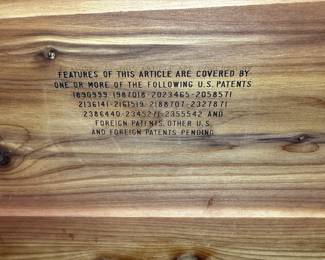 FEATURES OF THIS ARTICLE ARE COVERED BY
ONE OR MORE OF THE FOLLOWING U.S. PATENTS
1890959 · 1987018 · 2023465 · 2058571
2136141 · 2161519 · 2188707 · 2327871
2386440 · 2345271 · 2355542 AND
FOREIGN PATENTS. OTHER U.S.
AND FOREIGN PATENTS PENDING.